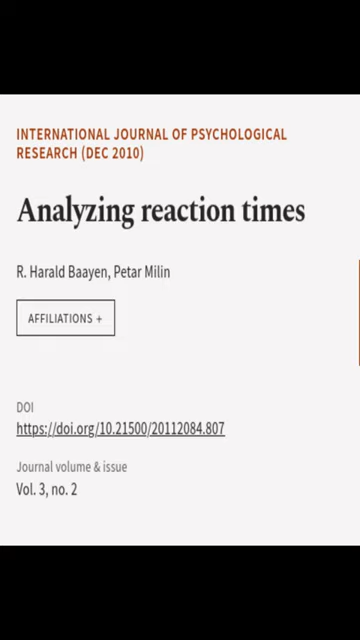 INTERNATIONAL JOURNAL OF PSYCHOLOGICAL
RESEARCH (DEC 2010)
Analyzing reaction times
R. Harald Baayen, Petar Milin
AFFILIATIONS +
DOI
https://doi.org/10.21500/20112084.807
Journal volume & issue
Vol. 3, no. 2